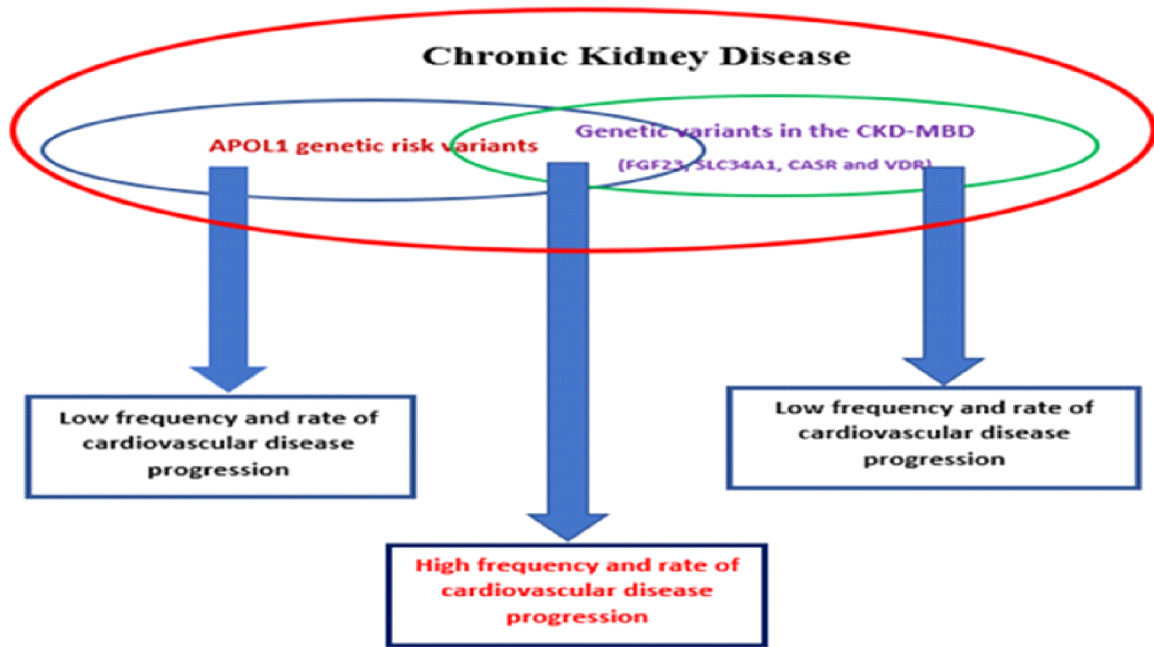 Chronic Kidney Disease
APOL1 genetic risk variants
Genetic variants in the CKD-MBD
(FGF23, SLC34A1, CASR and VDR)
Low frequency and rate of
cardiovascular disease
progression
High frequency and rate of
cardiovascular disease
progression
Low frequency and rate of
cardiovascular disease
progression